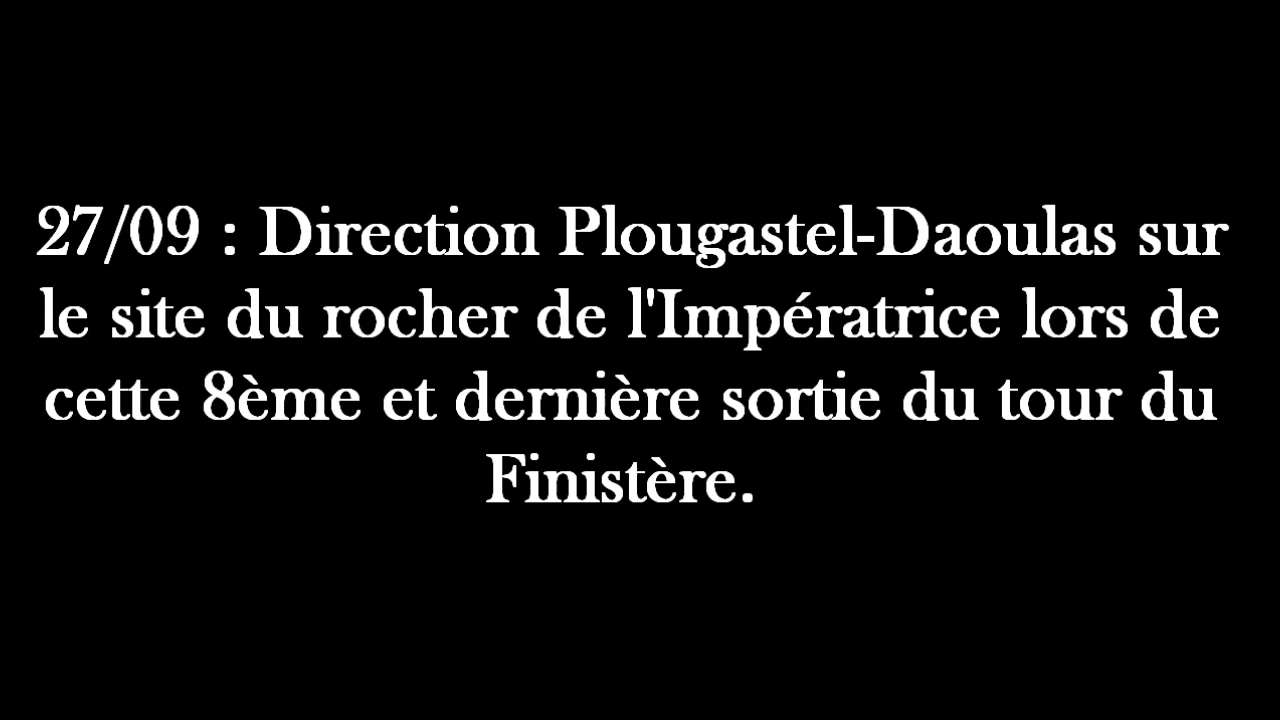 27/09 : Direction Plougastel-Daoulas sur
le site du rocher de l'Impératrice lors de
cette 8ème et dernière sortie du tour du
Finistère.